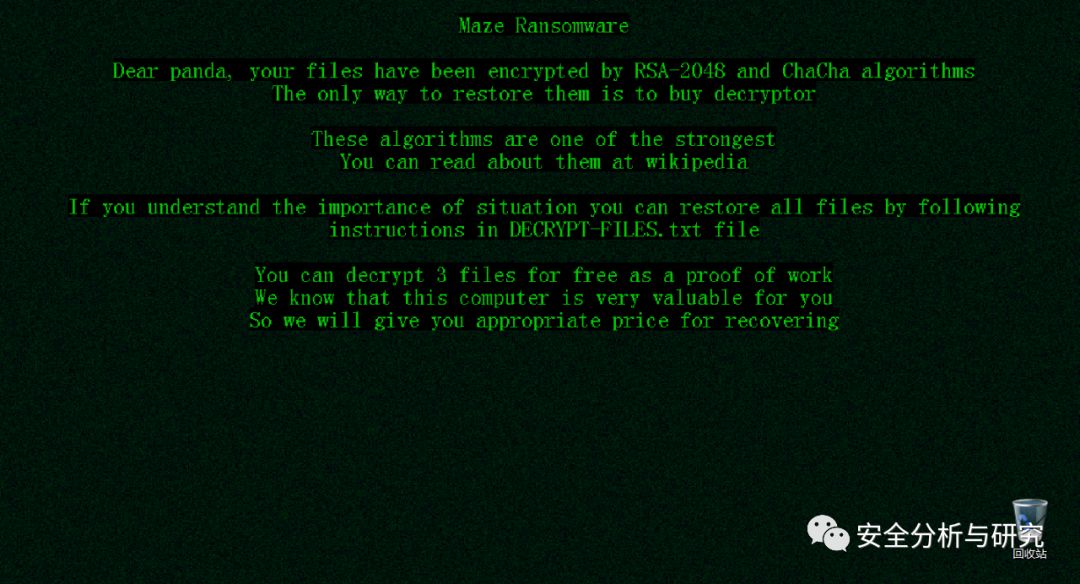 Maze Ransomware
Dear panda, your files have been encrypted by RSA-2048 and ChaCha algorithms
The only way to restore them is to buy decryptor
These algorithms are one of the strongest
You can read about them at wikipedia
If you understand the importance of situation you can restore all files by following
instructions in DECRYPT-FILES.txt file
You can decrypt 3 files for free as a proof of work
We know that this computer is very valuable for you
So we will give you appropriate price for recovering
安全分析与研究
回收站